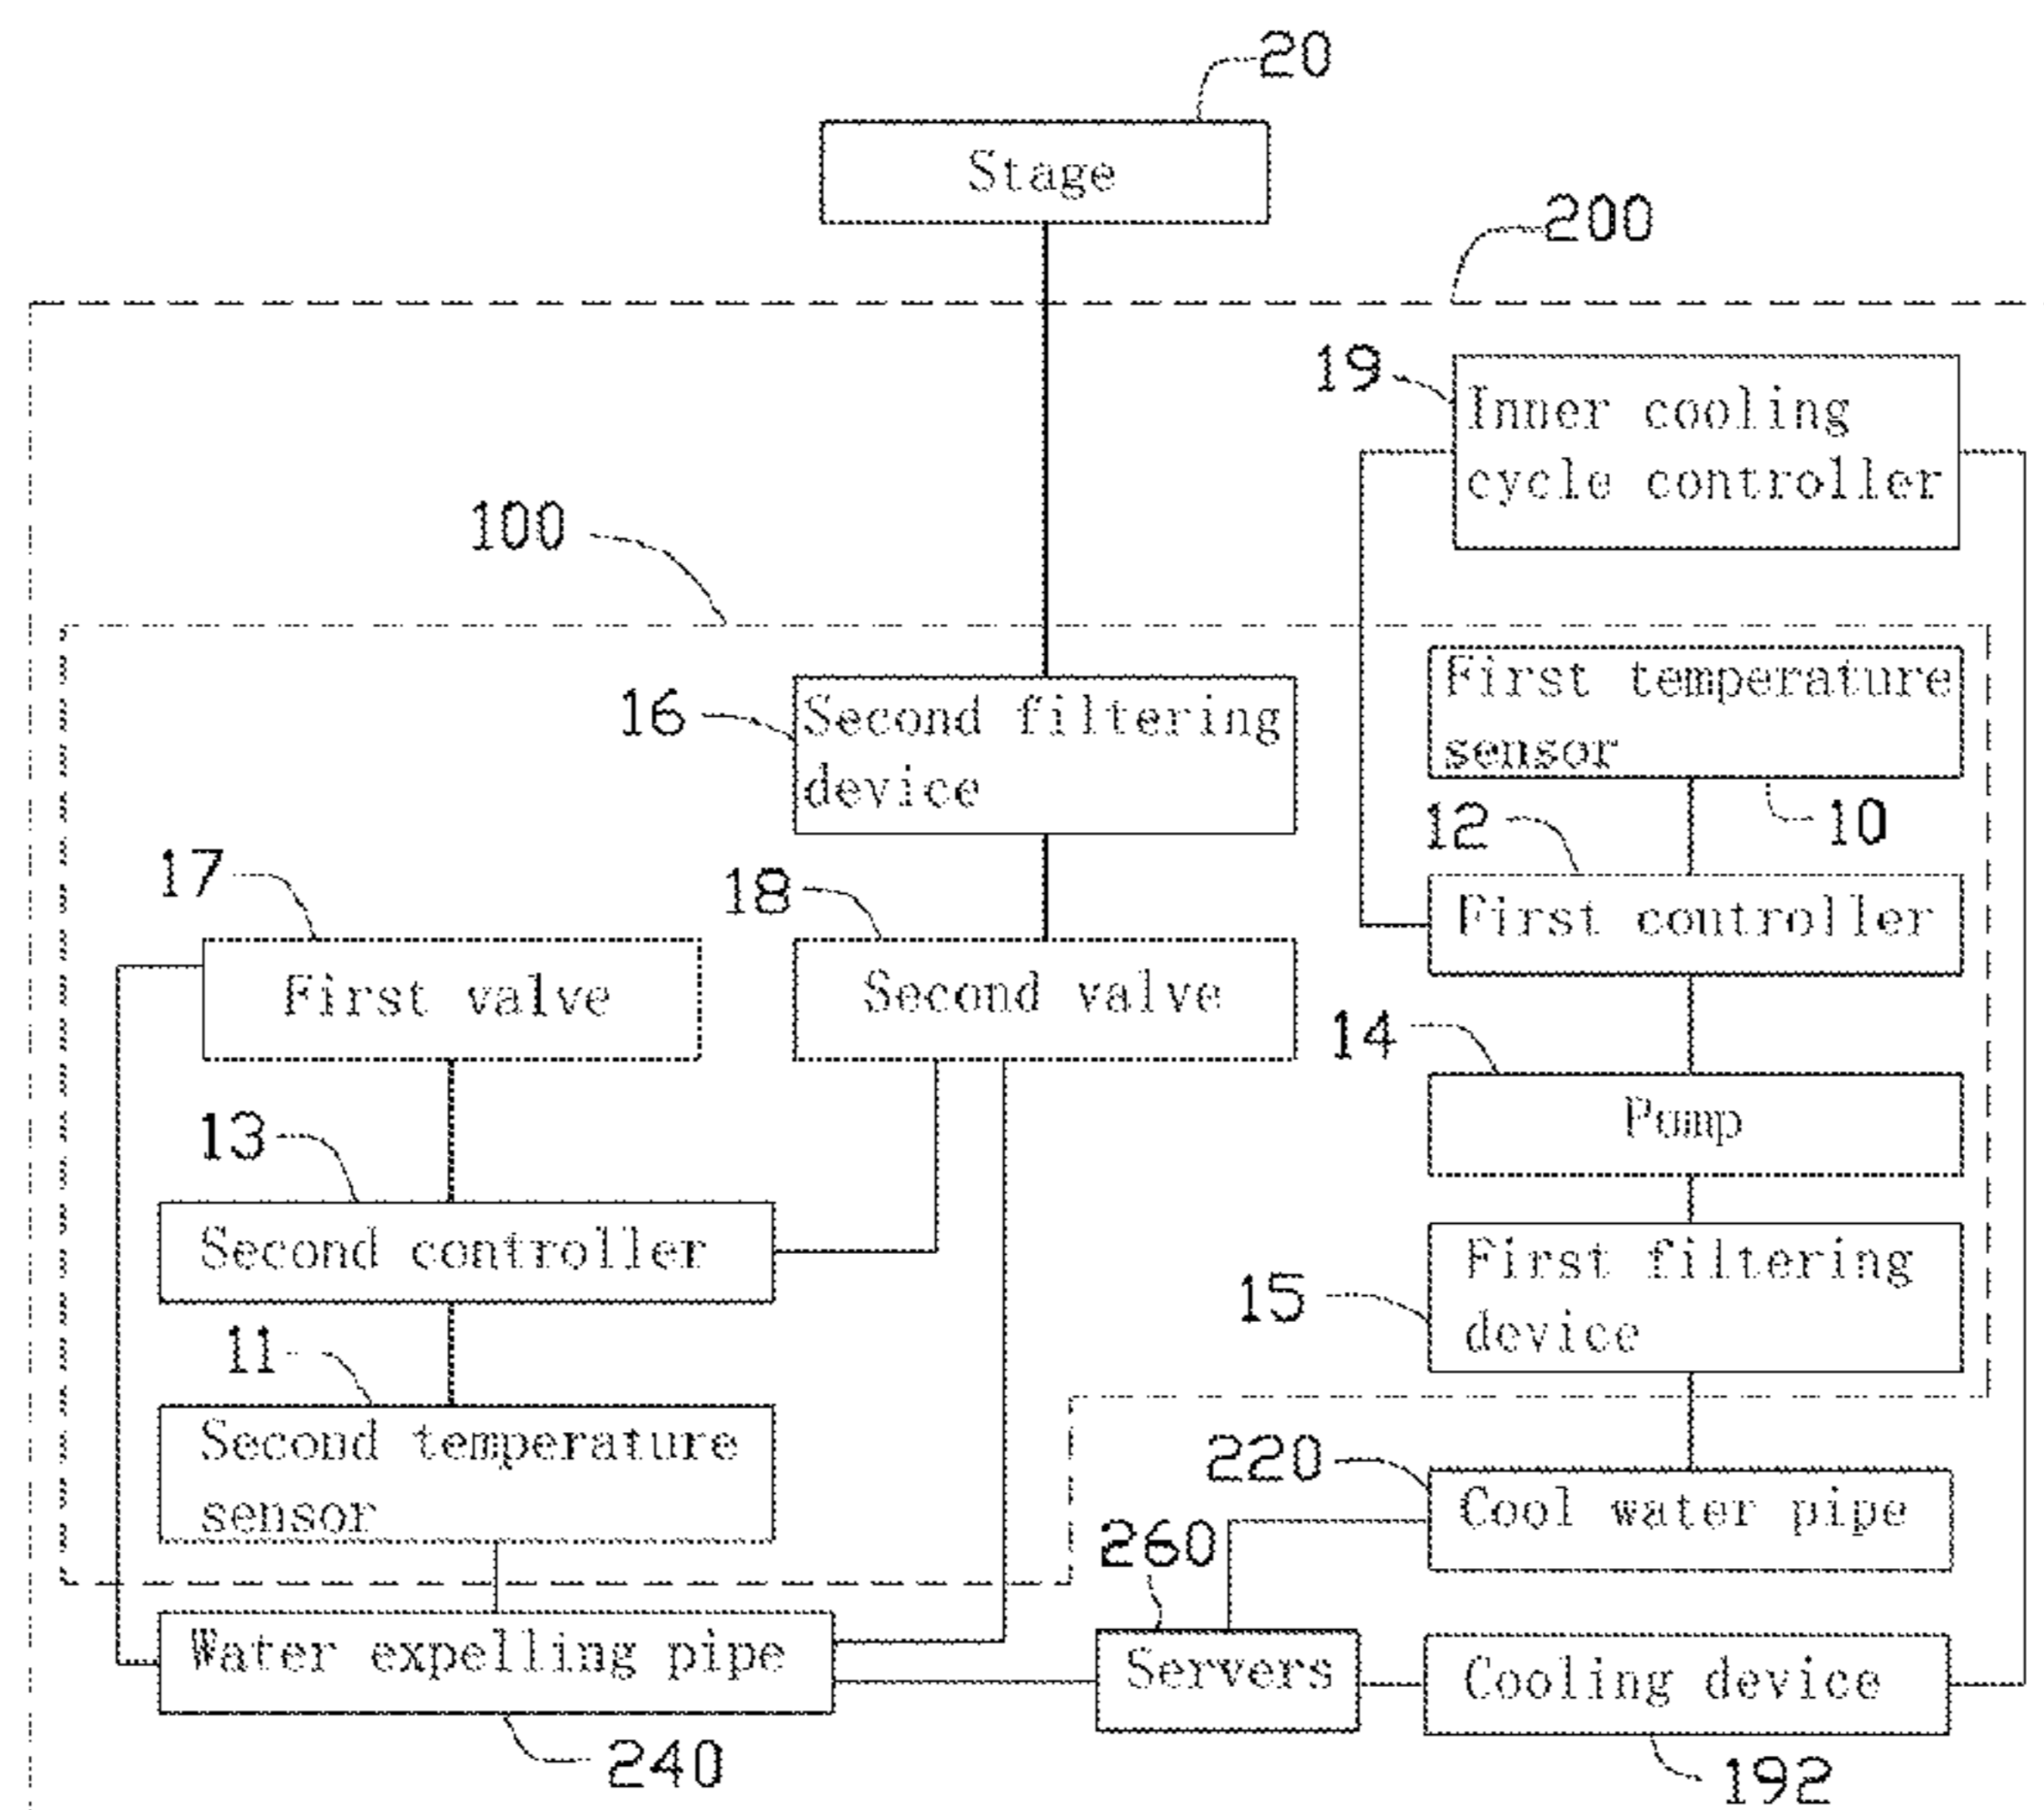 20
Stage
200
19
Inner cooling
cycle controller
100
First temperature
sensor
16
Second filtering
device
10
12
17
18
First controller
First valve
Second valve
14
Pump
13
Second controller
First filtering
device
15
11
Second temperature
sensor
220
Cool water pipe
260
Water expelling pipe
Servers
Cooling device
240
192